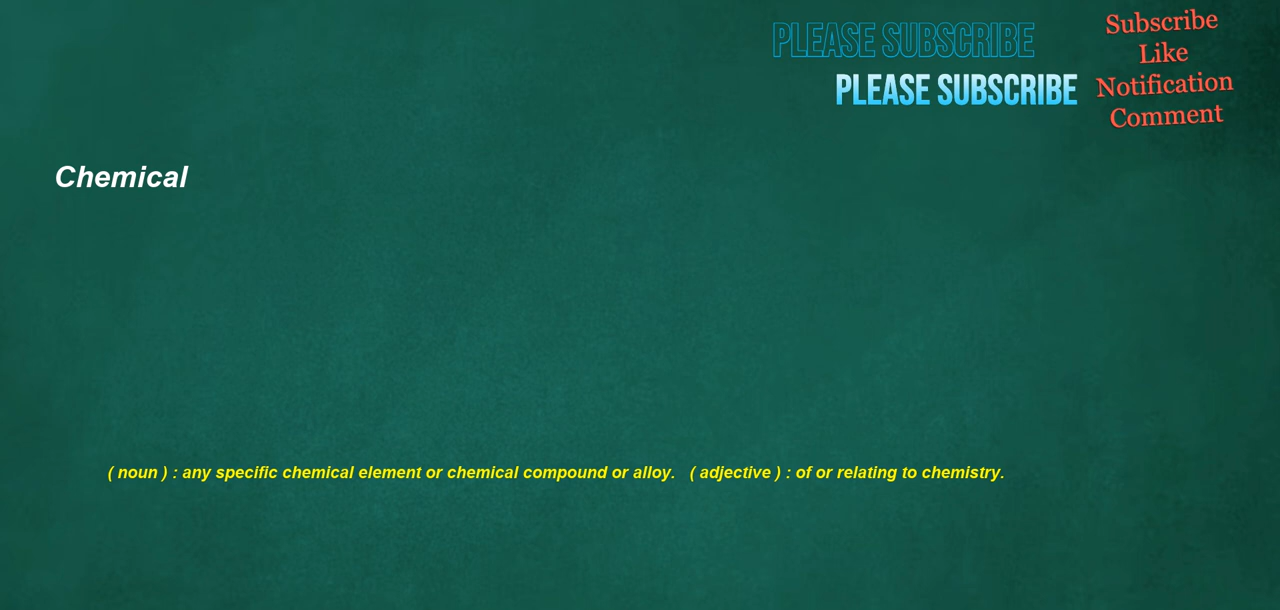 PLEASE SUBSCRIBE
PLEASE SUBSCRIBE
Subscribe
Like
Notification
Comment
Chemical
( noun ) : any specific chemical element or chemical compound or alloy.   ( adjective ) : of or relating to chemistry.